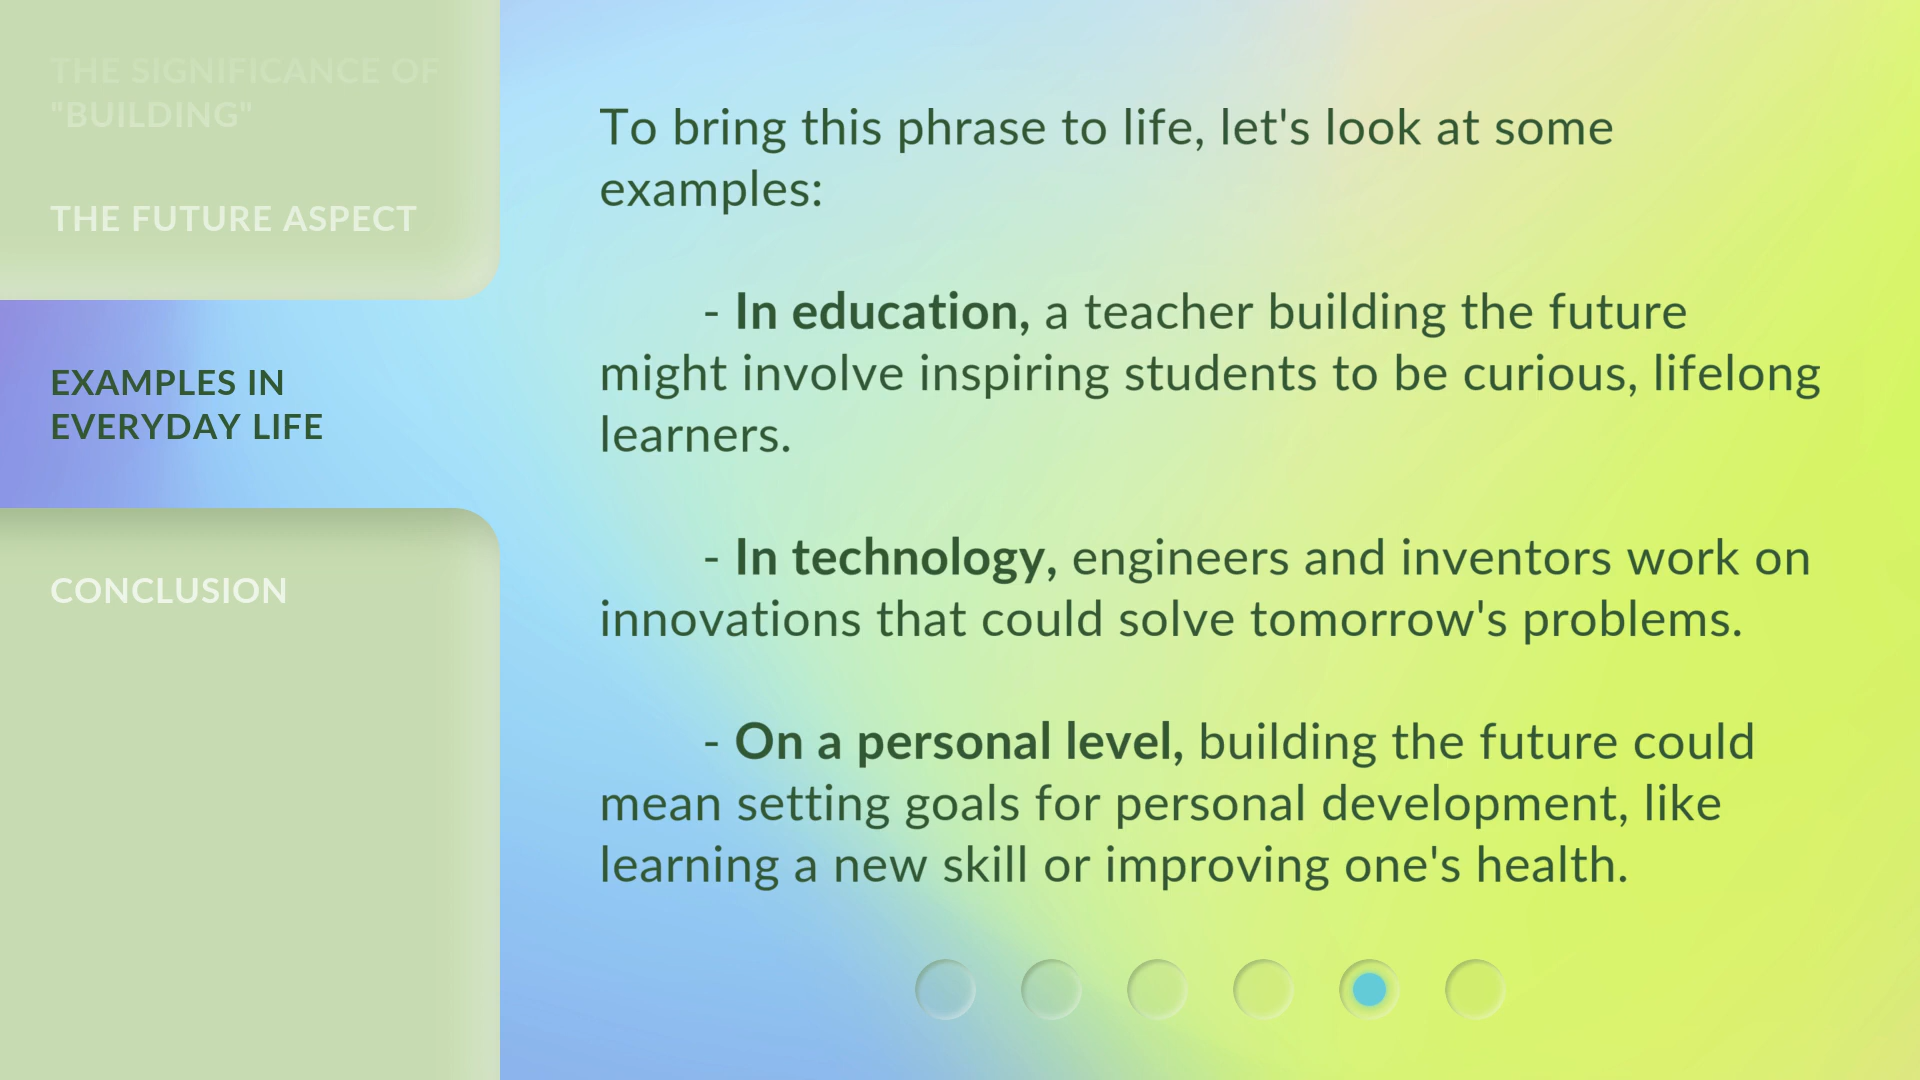 THE SIGNIFICANCE OF
"BUILDING"
THE FUTURE ASPECT
EXAMPLES IN
EVERYDAY LIFE
CONCLUSION
To bring this phrase to life, let's look at some
examples:
- In education, a teacher building the future
might involve inspiring students to be curious, lifelong
learners.
- In technology, engineers and inventors work on
innovations that could solve tomorrow's problems.
- On a personal level, building the future could
mean setting goals for personal development, like
learning a new skill or improving one's health.